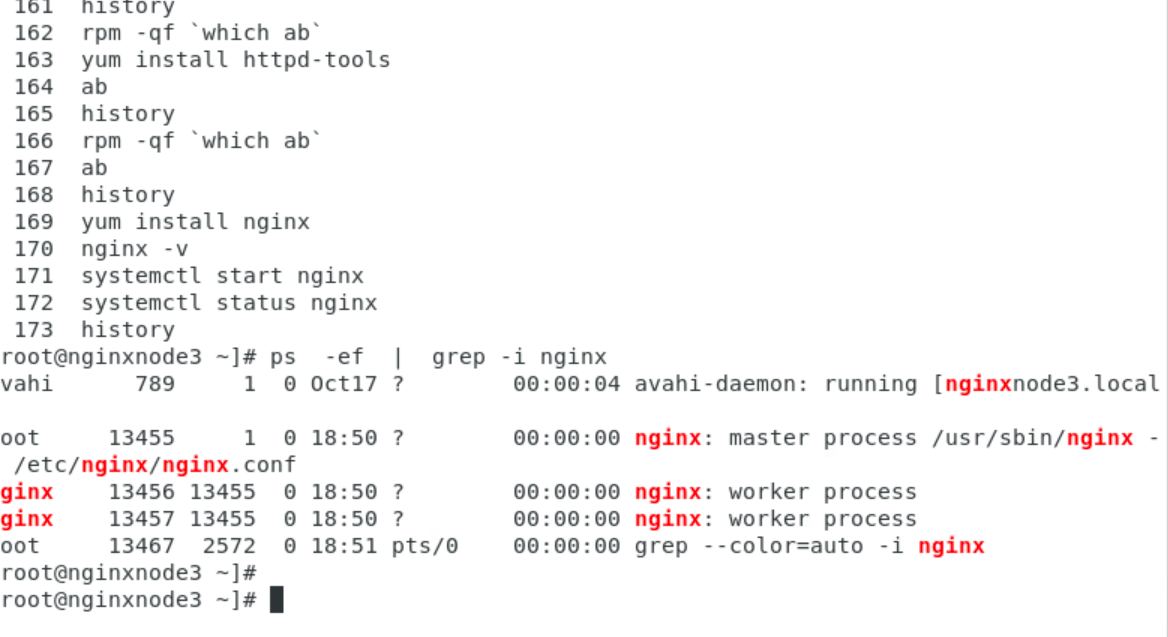 161  history
162  rpm -qf `which ab`
163  yum install httpd-tools
164  ab
165  history
166  rpm -qf `which ab`
167  ab
168  history
169  yum install nginx
170  nginx -v
171  systemctl start nginx
172  systemctl status nginx
173  history
root@nginxnode3 ~]# ps  -ef  |  grep -i nginx
vahi      789     1  0 Oct17 ?        00:00:04 avahi-daemon: running [nginxnode3.local
oot     13455     1  0 18:50 ?        00:00:00 nginx: master process /usr/sbin/nginx -
 /etc/nginx/nginx.conf
ginx    13456 13455  0 18:50 ?        00:00:00 nginx: worker process
ginx    13457 13455  0 18:50 ?        00:00:00 nginx: worker process
oot     13467  2572  0 18:51 pts/0    00:00:00 grep --color=auto -i nginx
root@nginxnode3 ~]#
root@nginxnode3 ~]#